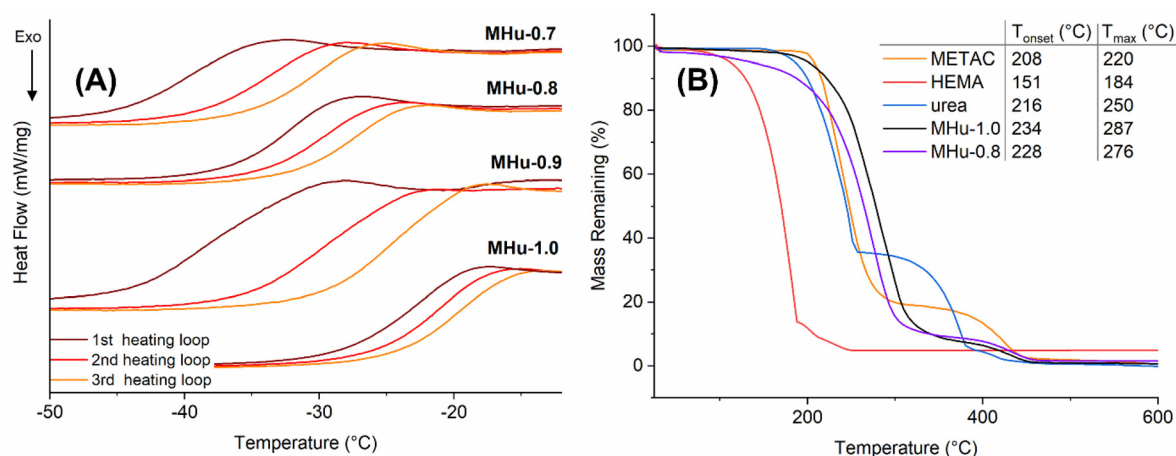 Exo
(A)
MHu-0.7
MHu-0.8
MHu-0.9
MHu-1.0
Heat Flow (mW/mg)
1st heating loop
2nd heating loop
3rd heating loop
-50 -40 -30 -20
Temperature (°C)
(B)
Tonset (°C) Tmax (°C)
METAC 208 220
HEMA 151 184
urea 216 250
MHu-1.0 234 287
MHu-0.8 228 276
Mass Remaining (%)
100
80
60
40
20
0
200 400 600
Temperature (°C)